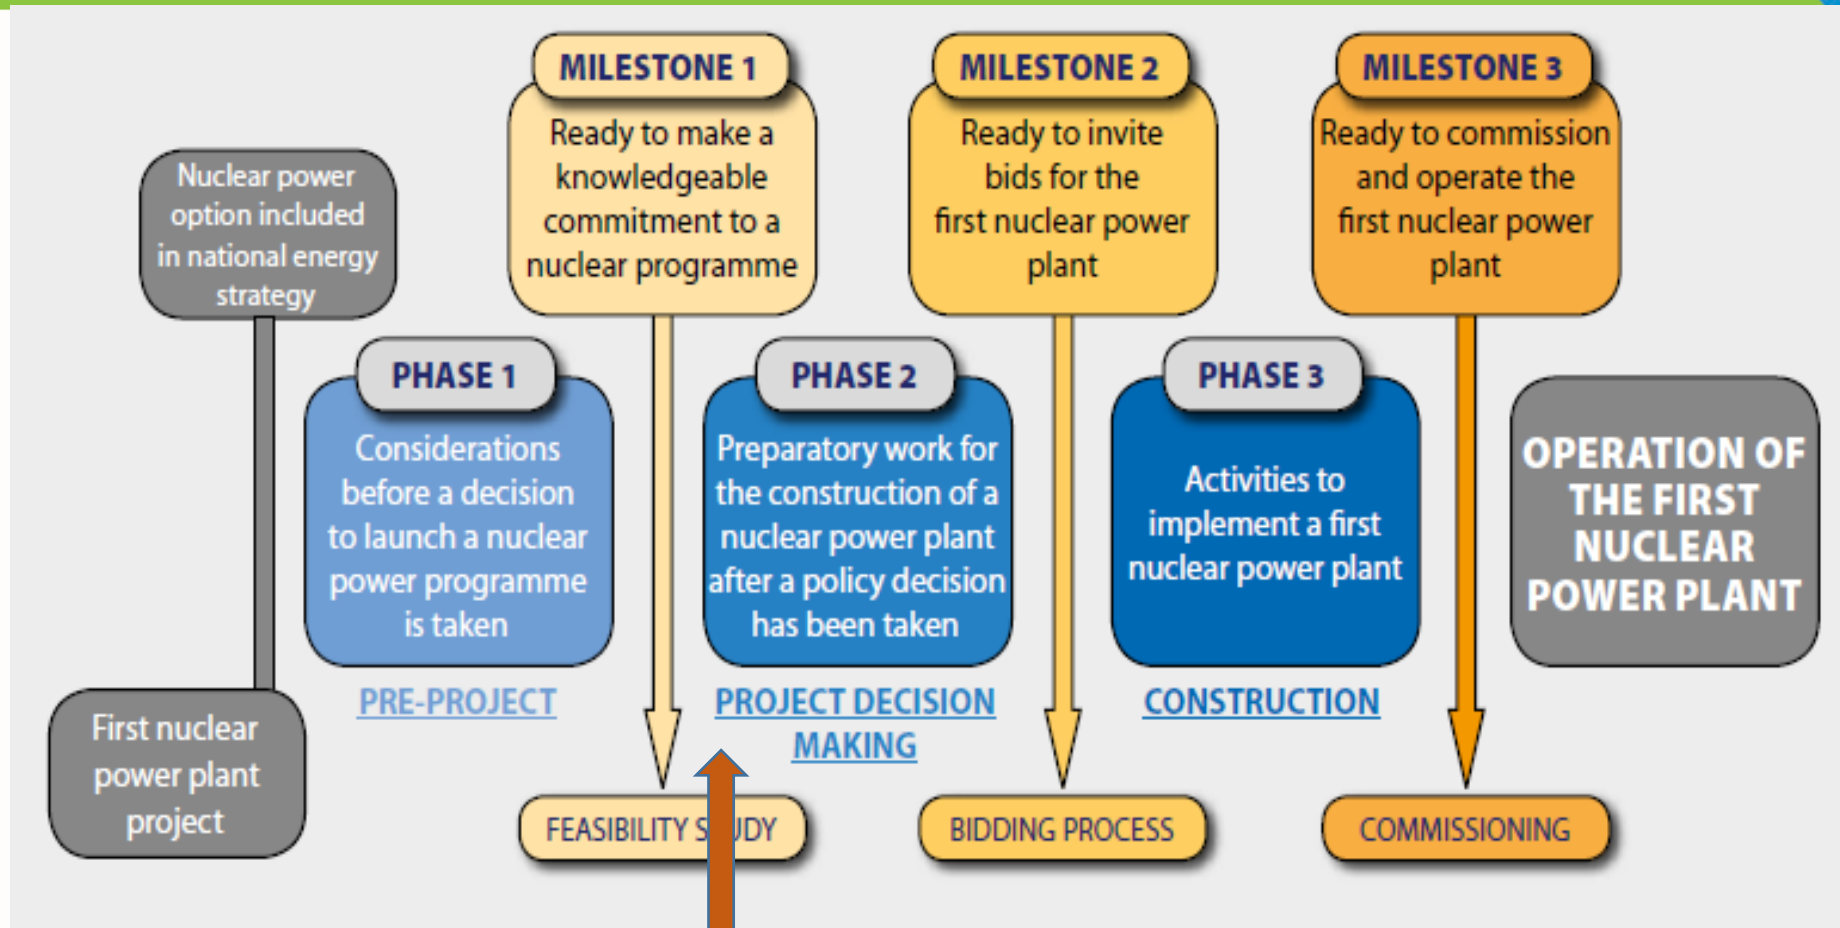 MILESTONE 1
Ready to make a
knowledgeable
commitment to a
nuclear programme
MILESTONE 2
Ready to invite
bids for the
first nuclear power
plant
MILESTONE 3
Ready to commission
and operate the
first nuclear power
plant
Nuclear power
option included
in national energy
strategy
First nuclear
power plant
project
PHASE 1
Considerations
before a decision
to launch a nuclear
power programme
is taken
PRE-PROJECT
PHASE 2
Preparatory work for
the construction of a
nuclear power plant
after a policy decision
has been taken
PROJECT DECISION
MAKING
PHASE 3
Activities to
implement a first
nuclear power plant
CONSTRUCTION
OPERATION OF
THE FIRST
NUCLEAR
POWER PLANT
FEASIBILITY
BIDDING PROCESS
COMMISSIONING